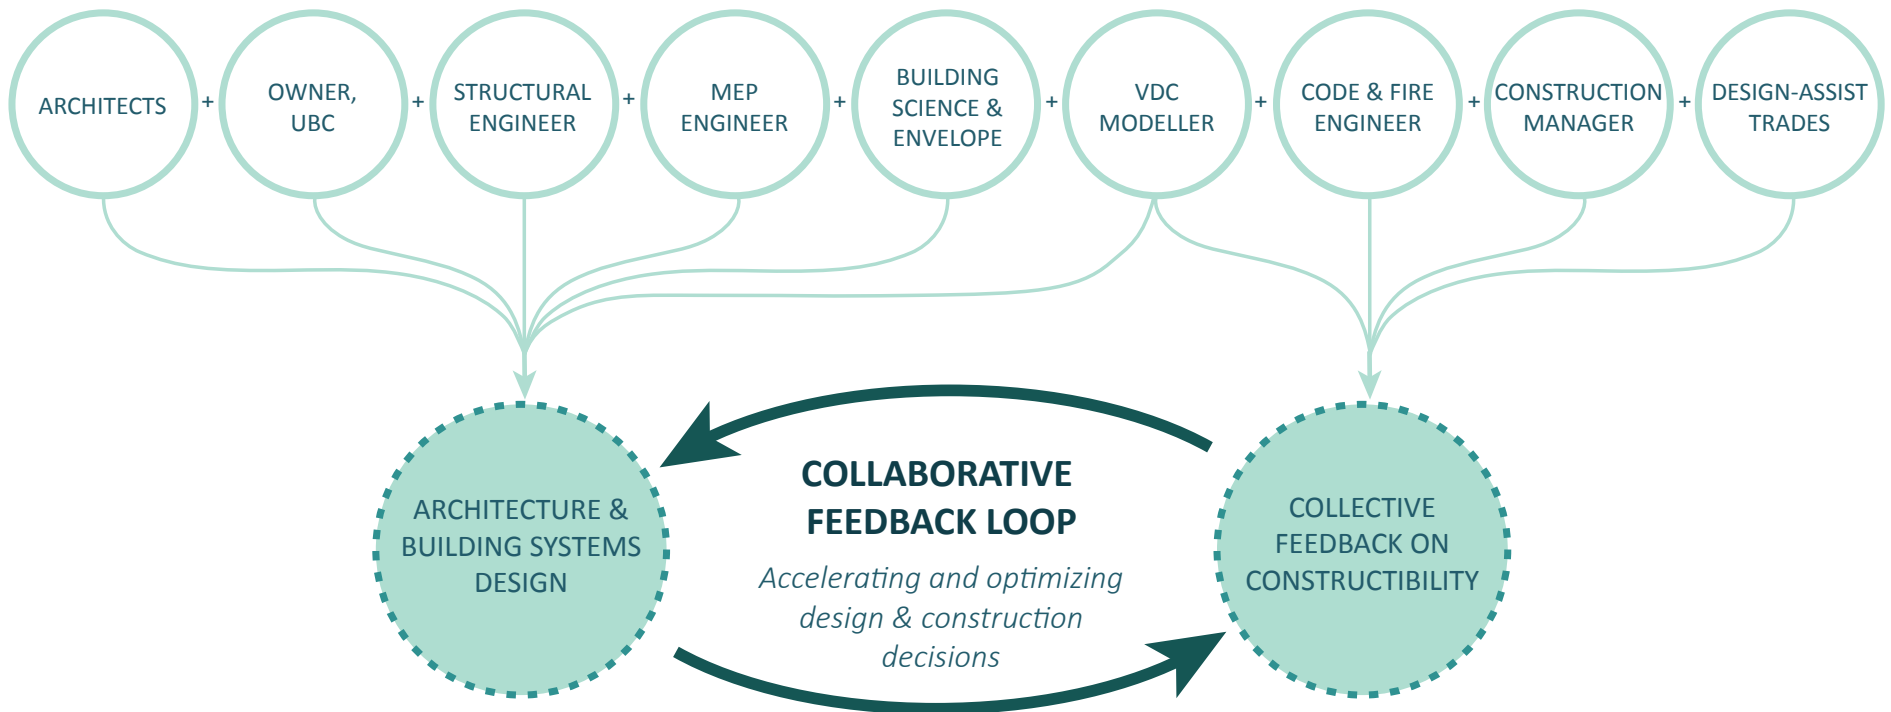 ARCHITECTS
+
OWNER,
UBC
+
STRUCTURAL
ENGINEER
+
MEP
ENGINEER
+
BUILDING
SCIENCE &
ENVELOPE
+
VDC
MODELLER
+
CODE & FIRE
ENGINEER
+
CONSTRUCTION
MANAGER
+
DESIGN-ASSIST
TRADES
ARCHITECTURE &
BUILDING SYSTEMS
DESIGN
COLLABORATIVE
FEEDBACK LOOP
Accelerating and optimizing
design & construction
decisions
COLLECTIVE
FEEDBACK ON
CONSTRUCTIBILITY